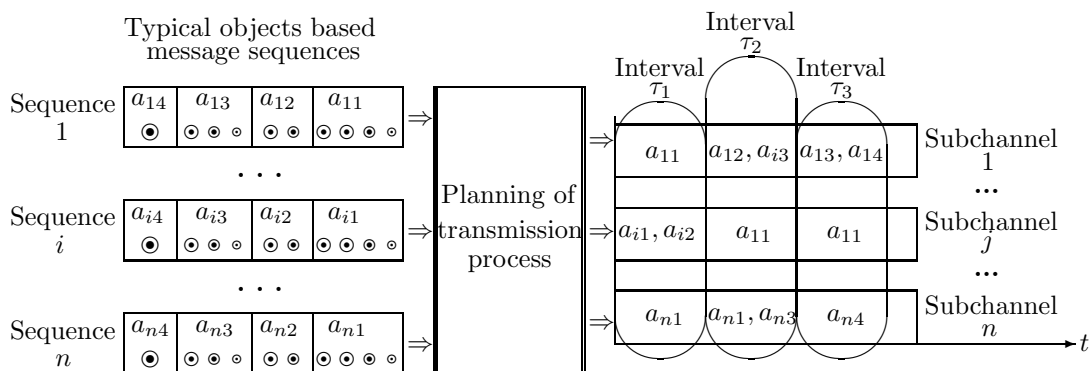 Typical objects based
message sequences
Sequence
1
a₁₄ a₁₃ a₁₂ a₁₁
. . .
Sequence
i
aᵢ₄ aᵢ₃ aᵢ₂ aᵢ₁
. . .
Sequence
n
aₙ₄ aₙ₃ aₙ₂ aₙ₁
⇒
⇒
⇒
Planning of
transmission
process
⇒
⇒
⇒
Interval
τ₁
Interval
τ₂
Interval
τ₃
a₁₁ a₁₂, aᵢ₃ a₁₃, a₁₄
Subchannel
1
...
aᵢ₁, aᵢ₂ a₁₁ a₁₁
Subchannel
j
...
aₙ₁ aₙ₁, aₙ₃ aₙ₄
Subchannel
n
t